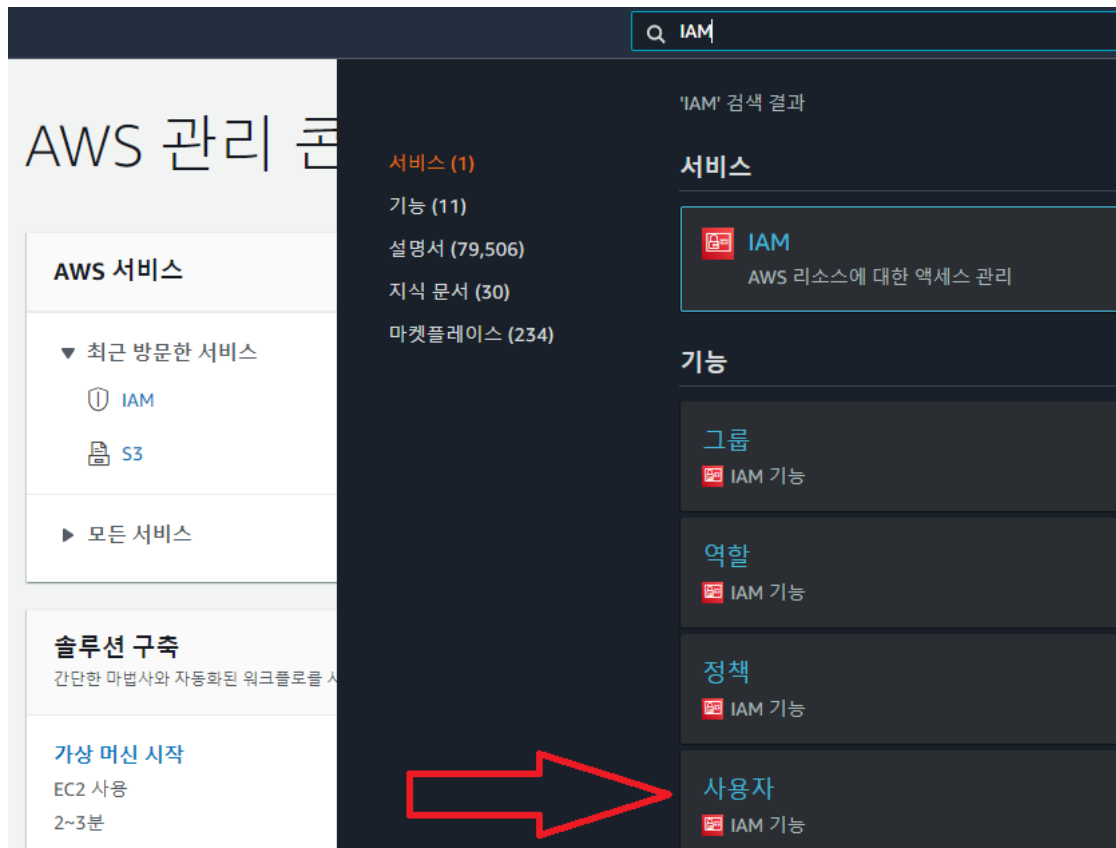 IAM
AWS 관리 콘
AWS 서비스
최근 방문한 서비스
IAM
S3
모든 서비스
솔루션 구축
간단한 마법사와 자동화된 워크플로를
가상 머신 시작
EC2 사용
2~3분
서비스 (1)
기능 (11)
설명서 (79,506)
지식 문서 (30)
마켓플레이스 (234)
'IAM' 검색 결과
서비스
IAM
AWS 리소스에 대한 액세스 관리
기능
그룹
IAM 기능
역할
IAM 기능
정책
IAM 기능
사용자
IAM 기능